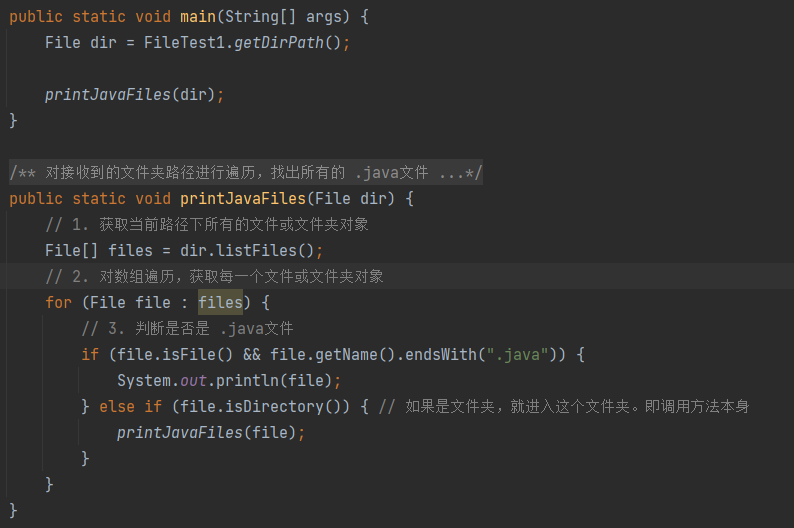 public static void main(String[] args) {
    File dir = FileTest1.getDirPath();
    printJavaFiles(dir);
}
/** 对接收到的文件夹路径进行遍历，找出所有的 .java文件 ...*/
public static void printJavaFiles(File dir) {
    // 1. 获取当前路径下所有的文件或文件夹对象
    File[] files = dir.listFiles();
    // 2. 对数组遍历，获取每一个文件或文件夹对象
    for (File file : files) {
        // 3. 判断是否是 .java文件
        if (file.isFile() && file.getName().endsWith(".java")) {
            System.out.println(file);
        } else if (file.isDirectory()) { // 如果是文件夹，就进入这个文件夹。即调用方法本身
            printJavaFiles(file);
        }
    }
}